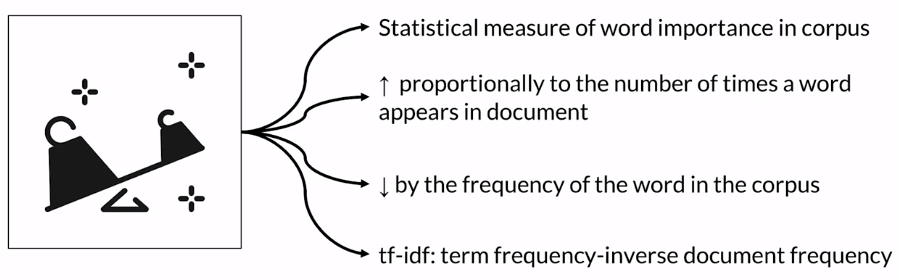 Statistical measure of word importance in corpus
↑ proportionally to the number of times a word
appears in document
↓ by the frequency of the word in the corpus
tf-idf: term frequency-inverse document frequency